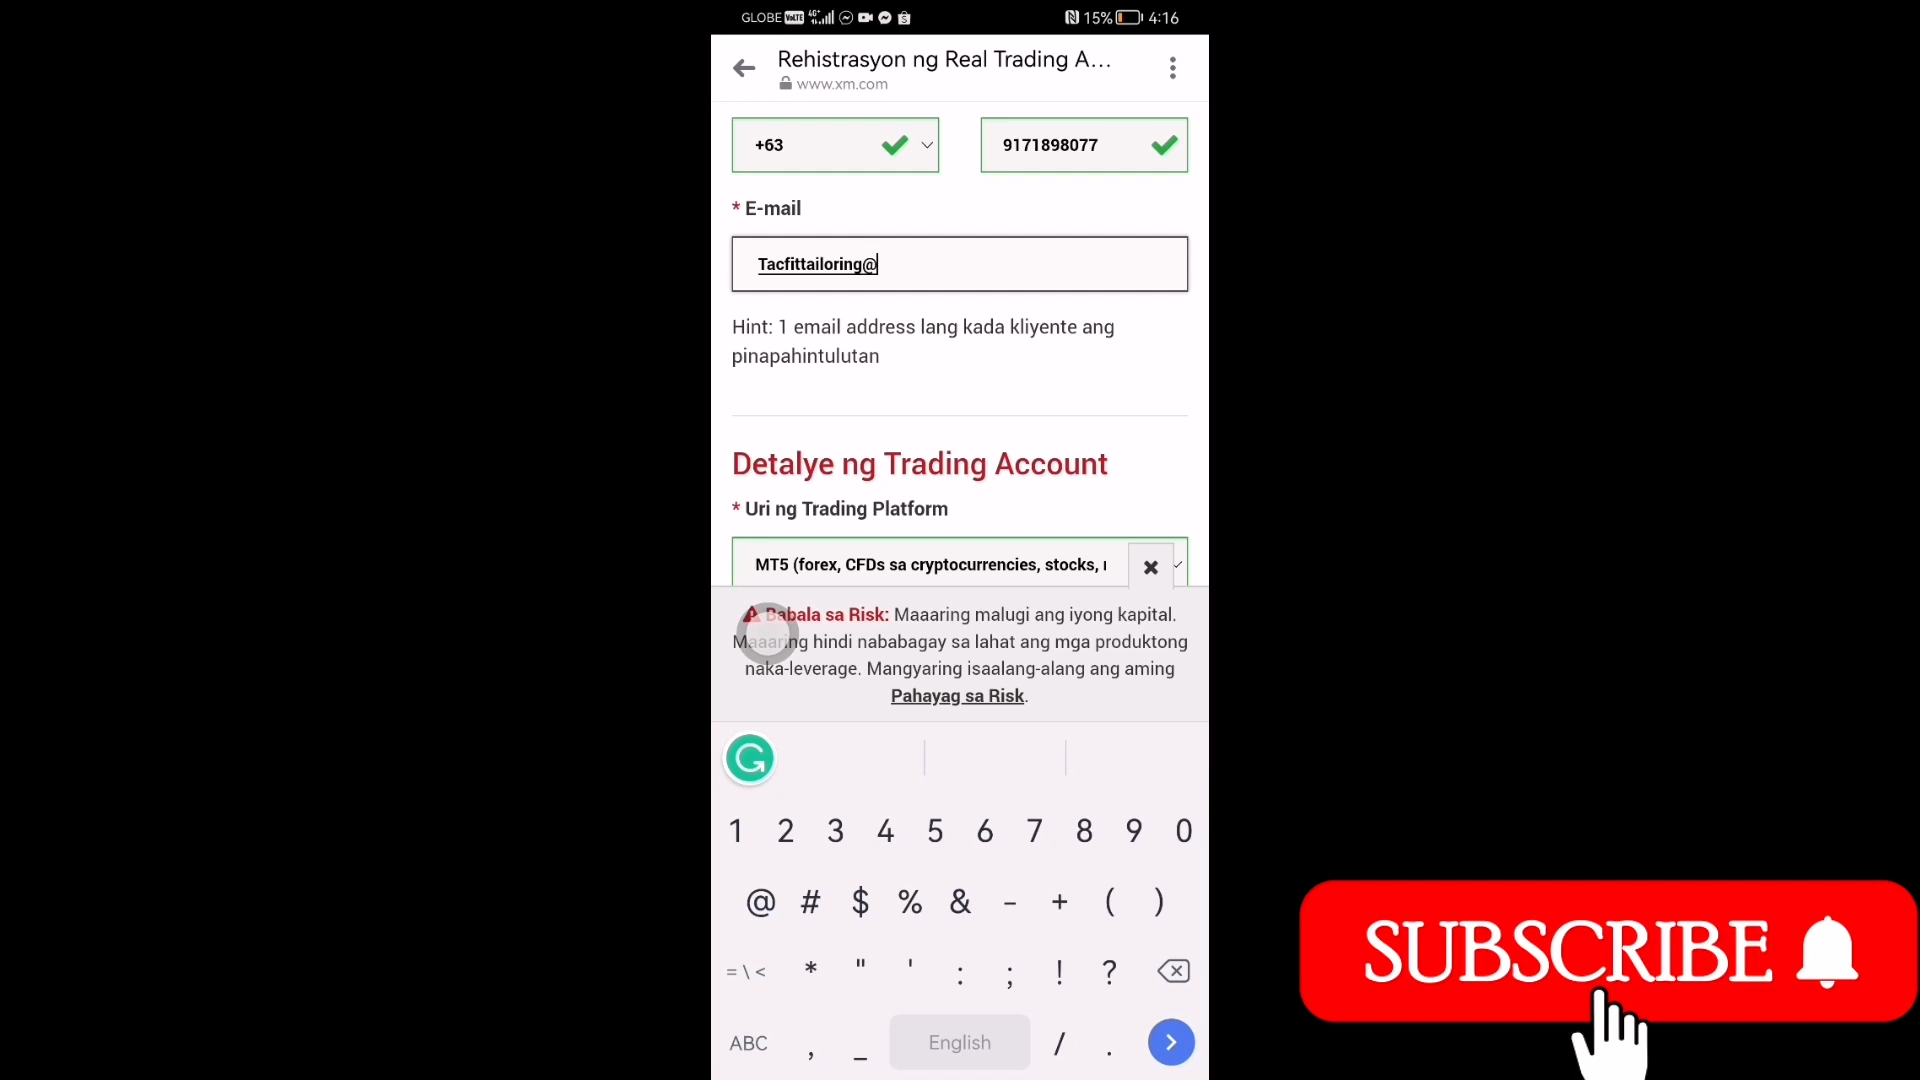 GLOBE VoLTE 4G+ 15% 4:16
Rehistrasyon ng Real Trading A...
www.xm.com
+63
9171898077
* E-mail
Tacfittailoring@
Hint: 1 email address lang kada kliyente ang
pinapahintulutan
Detalye ng Trading Account
* Uri ng Trading Platform
MT5 (forex, CFDs sa cryptocurrencies, stocks,
Babala sa Risk: Maaaring malugi ang iyong kapital.
Maaaring hindi nababagay sa lahat ang mga produktong
naka-leverage. Mangyaring isaalang-alang ang aming
Pahayag sa Risk.
1 2 3 4 5 6 7 8 9 0
@ # $ % & - + ( )
= \ < * " ' : ; ! ?
ABC , _ English / .
SUBSCRIBE